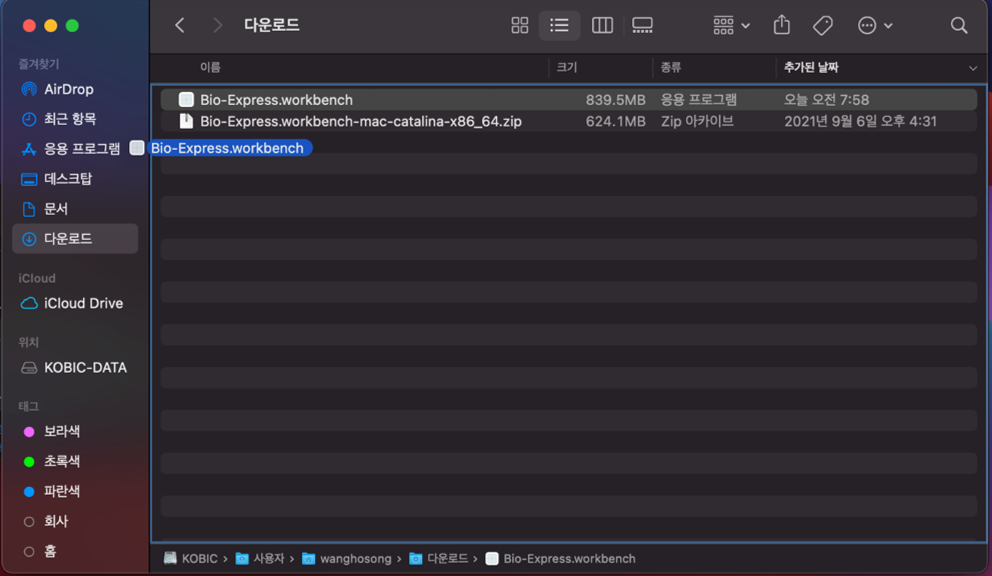 다운로드
즐겨찾기
AirDrop
최근 항목
응용 프로그램
데스크탑
문서
다운로드
iCloud
iCloud Drive
위치
KOBIC-DATA
태그
보라색
초록색
파란색
회사
홈
이름 크기 종류 추가된 날짜
Bio-Express.workbench 839.5MB 응용 프로그램 오늘 오전 7:58
Bio-Express.workbench-mac-catalina-x86_64.zip 624.1MB Zip 아카이브 2021년 9월 6일 오후 4:31
Bio-Express.workbench
KOBIC › 사용자 › wanghosong › 다운로드 › Bio-Express.workbench